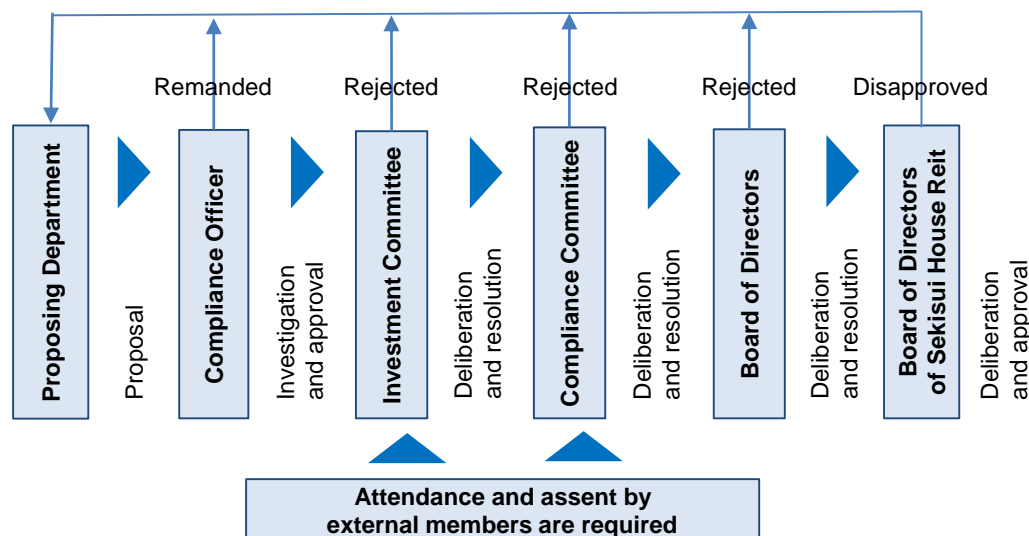 Remanded
Rejected
Rejected
Rejected
Disapproved
Proposing Department
Proposal
Compliance Officer
Investigation
and approval
Investment Committee
Deliberation
and resolution
Compliance Committee
Deliberation
and resolution
Board of Directors
Deliberation
and resolution
Board of Directors
of Sekisui House Reit
Deliberation
and approval
Attendance and assent by
external members are required